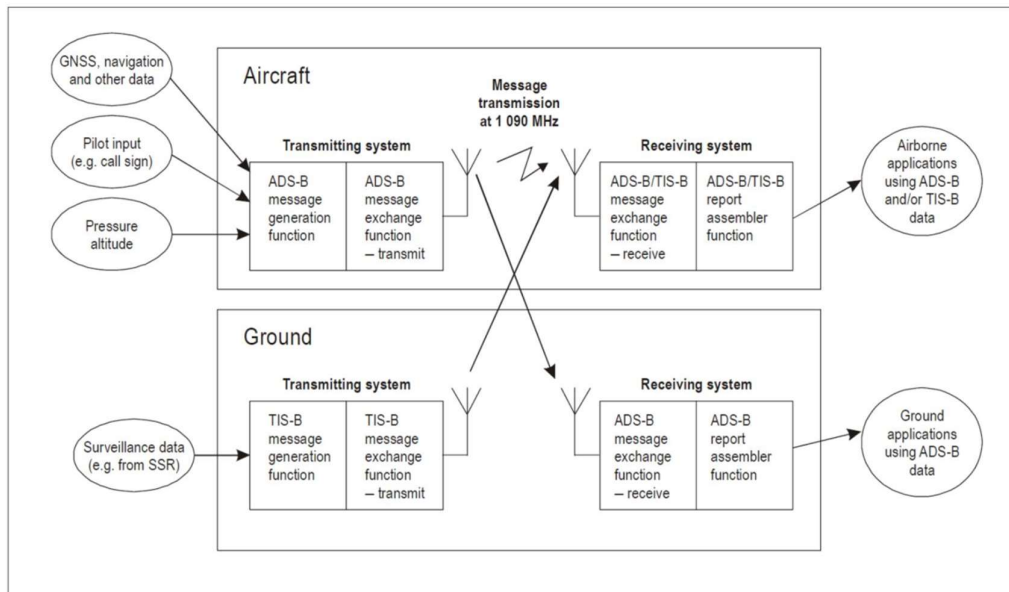 GNSS, navigation
and other data
Pilot input
(e.g. call sign)
Pressure
altitude
Aircraft
Message
transmission
at 1 090 MHz
Transmitting system
ADS-B
message
generation
function
ADS-B
message
exchange
function
— transmit
Receiving system
ADS-B/TIS-B
message
exchange
function
— receive
ADS-B/TIS-B
report
assembler
function
Airborne
applications
using ADS-B
and/or TIS-B
data
Ground
Surveillance data
(e.g. from SSR)
Transmitting system
TIS-B
message
generation
function
TIS-B
message
exchange
function
— transmit
Receiving system
ADS-B
message
exchange
function
— receive
ADS-B
report
assembler
function
Ground
applications
using ADS-B
data